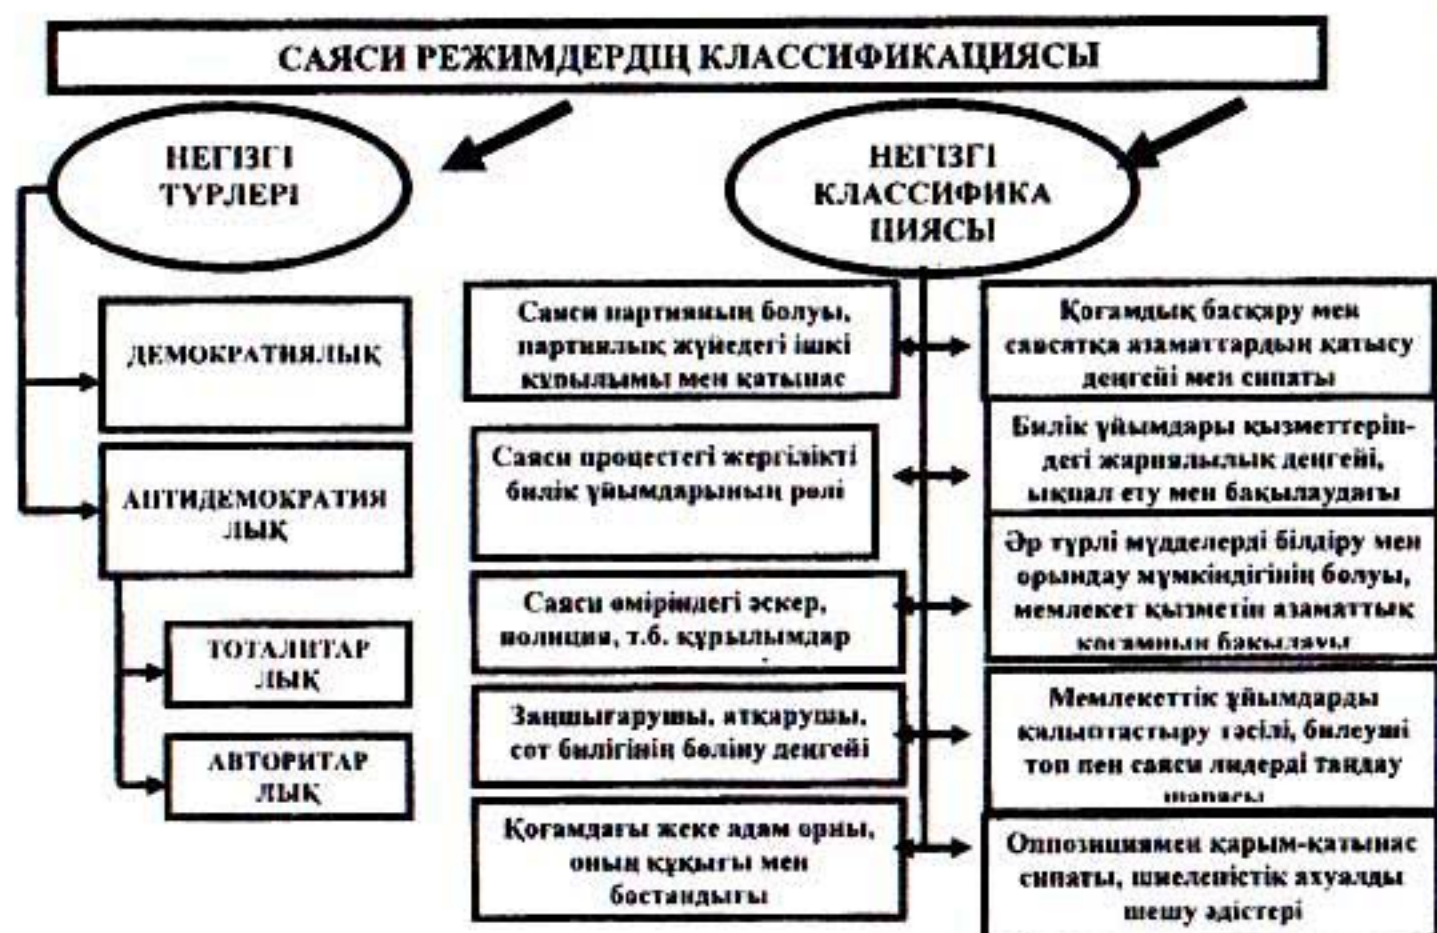 САЯСИ РЕЖИМДЕРДІҢ КЛАССИФИКАЦИЯСЫ
НЕГІЗГІ
ТҮРЛЕРІ
ДЕМОКРАТИЯЛЫҚ
АНТИДЕМОКРАТИЯ
ЛЫҚ
ТОТАЛИТАР
ЛЫҚ
АВТОРИТАР
ЛЫҚ
НЕГІЗГІ
КЛАССИФИКА
ЦИЯСЫ
Саяси партияның болуы,
партиялық жүйедегі ішкі
құрылымы мен қатынас
Саяси процестегі жергілікті
билік ұйымдарының рөлі
Саяси өміріндегі әскер,
полиция, т.б. құрылымдар
Заңшығарушы, атқарушы,
сот билігінің бөліну деңгейі
Қоғамдағы жеке адам орны,
оның құқығы мен
бостандығы
Қоғамдық басқару мен
саясатқа азаматтардың қатысу
деңгейі мен сипаты
Билік ұйымдары қызметтерін-
дегі жариялылық деңгейі,
ықпал ету мен бақылаудағы
Әр түрлі мүдделерді білдіру мен
орындау мүмкіндігінің болуы,
мемлекет қызметін азаматтық
қоғамның бақылауы
Мемлекеттік ұйымдарды
қалыптастыру тәсілі, билеуші
топ пен саяси лидерді таңдау
шарасы
Оппозициямен қарым-қатынас
сипаты, шиеленістік ахуалды
шешу әдістері